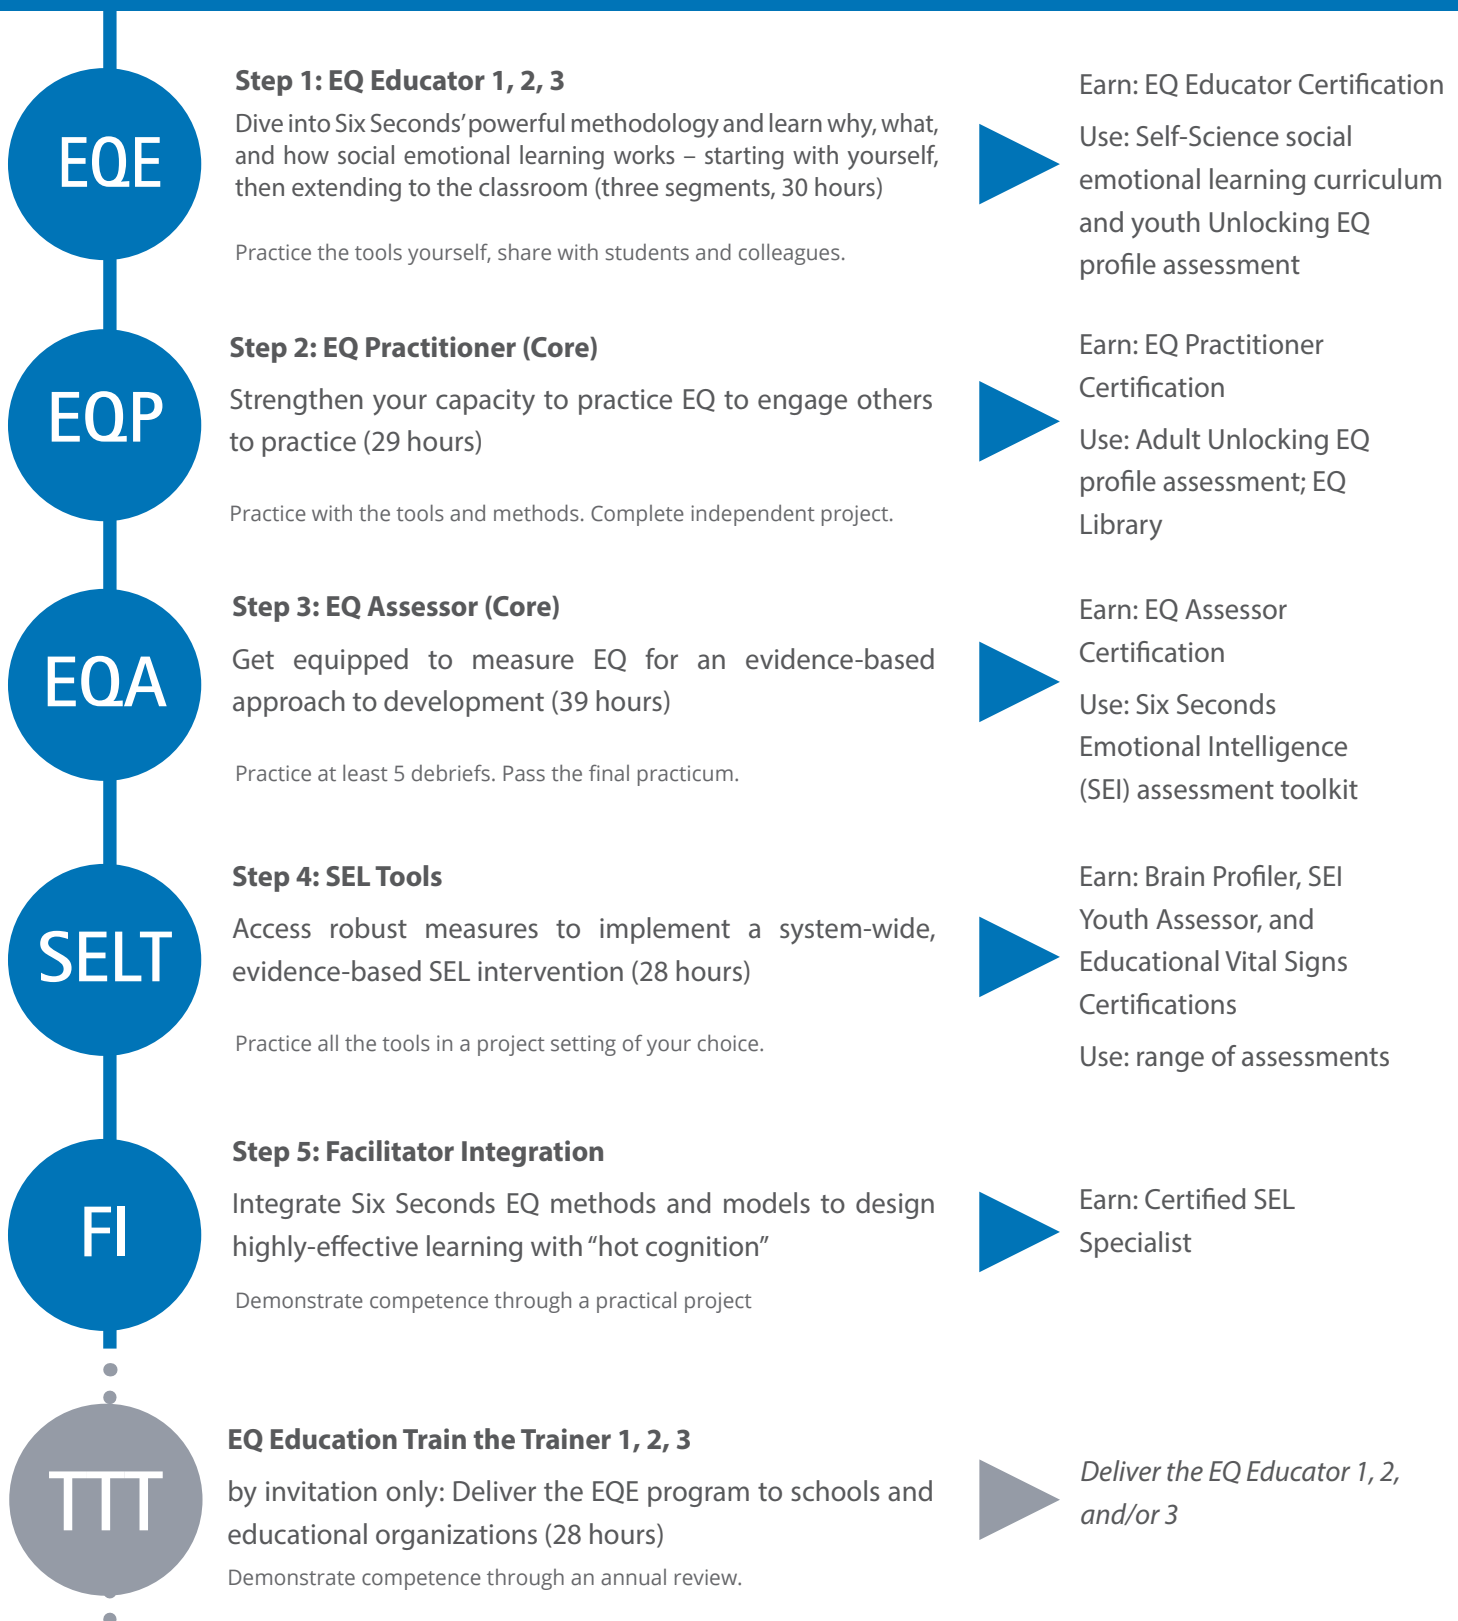 EQE
Step 1: EQ Educator 1, 2, 3
Dive into Six Seconds’ powerful methodology and learn why, what,
and how social emotional learning works – starting with yourself,
then extending to the classroom (three segments, 30 hours)
Practice the tools yourself, share with students and colleagues.
Earn: EQ Educator Certification
Use: Self-Science social
emotional learning curriculum
and youth Unlocking EQ
profile assessment
EQP
Step 2: EQ Practitioner (Core)
Strengthen your capacity to practice EQ to engage others
to practice (29 hours)
Practice with the tools and methods. Complete independent project.
Earn: EQ Practitioner
Certification
Use: Adult Unlocking EQ
profile assessment; EQ
Library
EQA
Step 3: EQ Assessor (Core)
Get equipped to measure EQ for an evidence-based
approach to development (39 hours)
Practice at least 5 debriefs. Pass the final practicum.
Earn: EQ Assessor
Certification
Use: Six Seconds
Emotional Intelligence
(SEI) assessment toolkit
SELT
Step 4: SEL Tools
Access robust measures to implement a system-wide,
evidence-based SEL intervention (28 hours)
Practice all the tools in a project setting of your choice.
Earn: Brain Profiler, SEI
Youth Assessor, and
Educational Vital Signs
Certifications
Use: range of assessments
FI
Step 5: Facilitator Integration
Integrate Six Seconds EQ methods and models to design
highly-effective learning with “hot cognition”
Demonstrate competence through a practical project
Earn: Certified SEL
Specialist
TTT
EQ Education Train the Trainer 1, 2, 3
by invitation only: Deliver the EQE program to schools and
educational organizations (28 hours)
Demonstrate competence through an annual review.
Deliver the EQ Educator 1, 2,
and/or 3